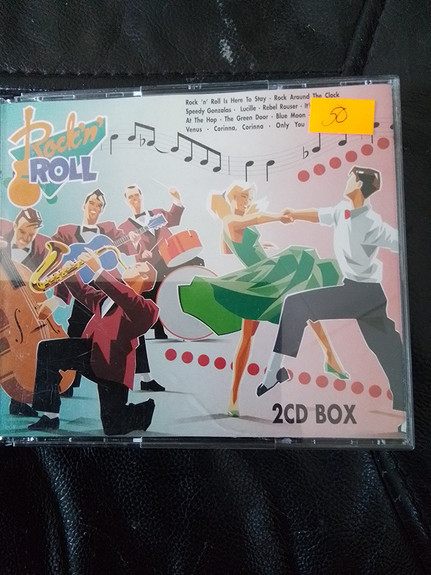 Rock 'n' Roll Is Here To Stay · Rock Around The Clock
Speedy Gonzalas · Lucille · Rebel Rouser ·
At The Hop · The Green Door · Blue Moon
Venus · Corinna, Corinna · Only You
50
Rock'n'
ROLL
2CD BOX